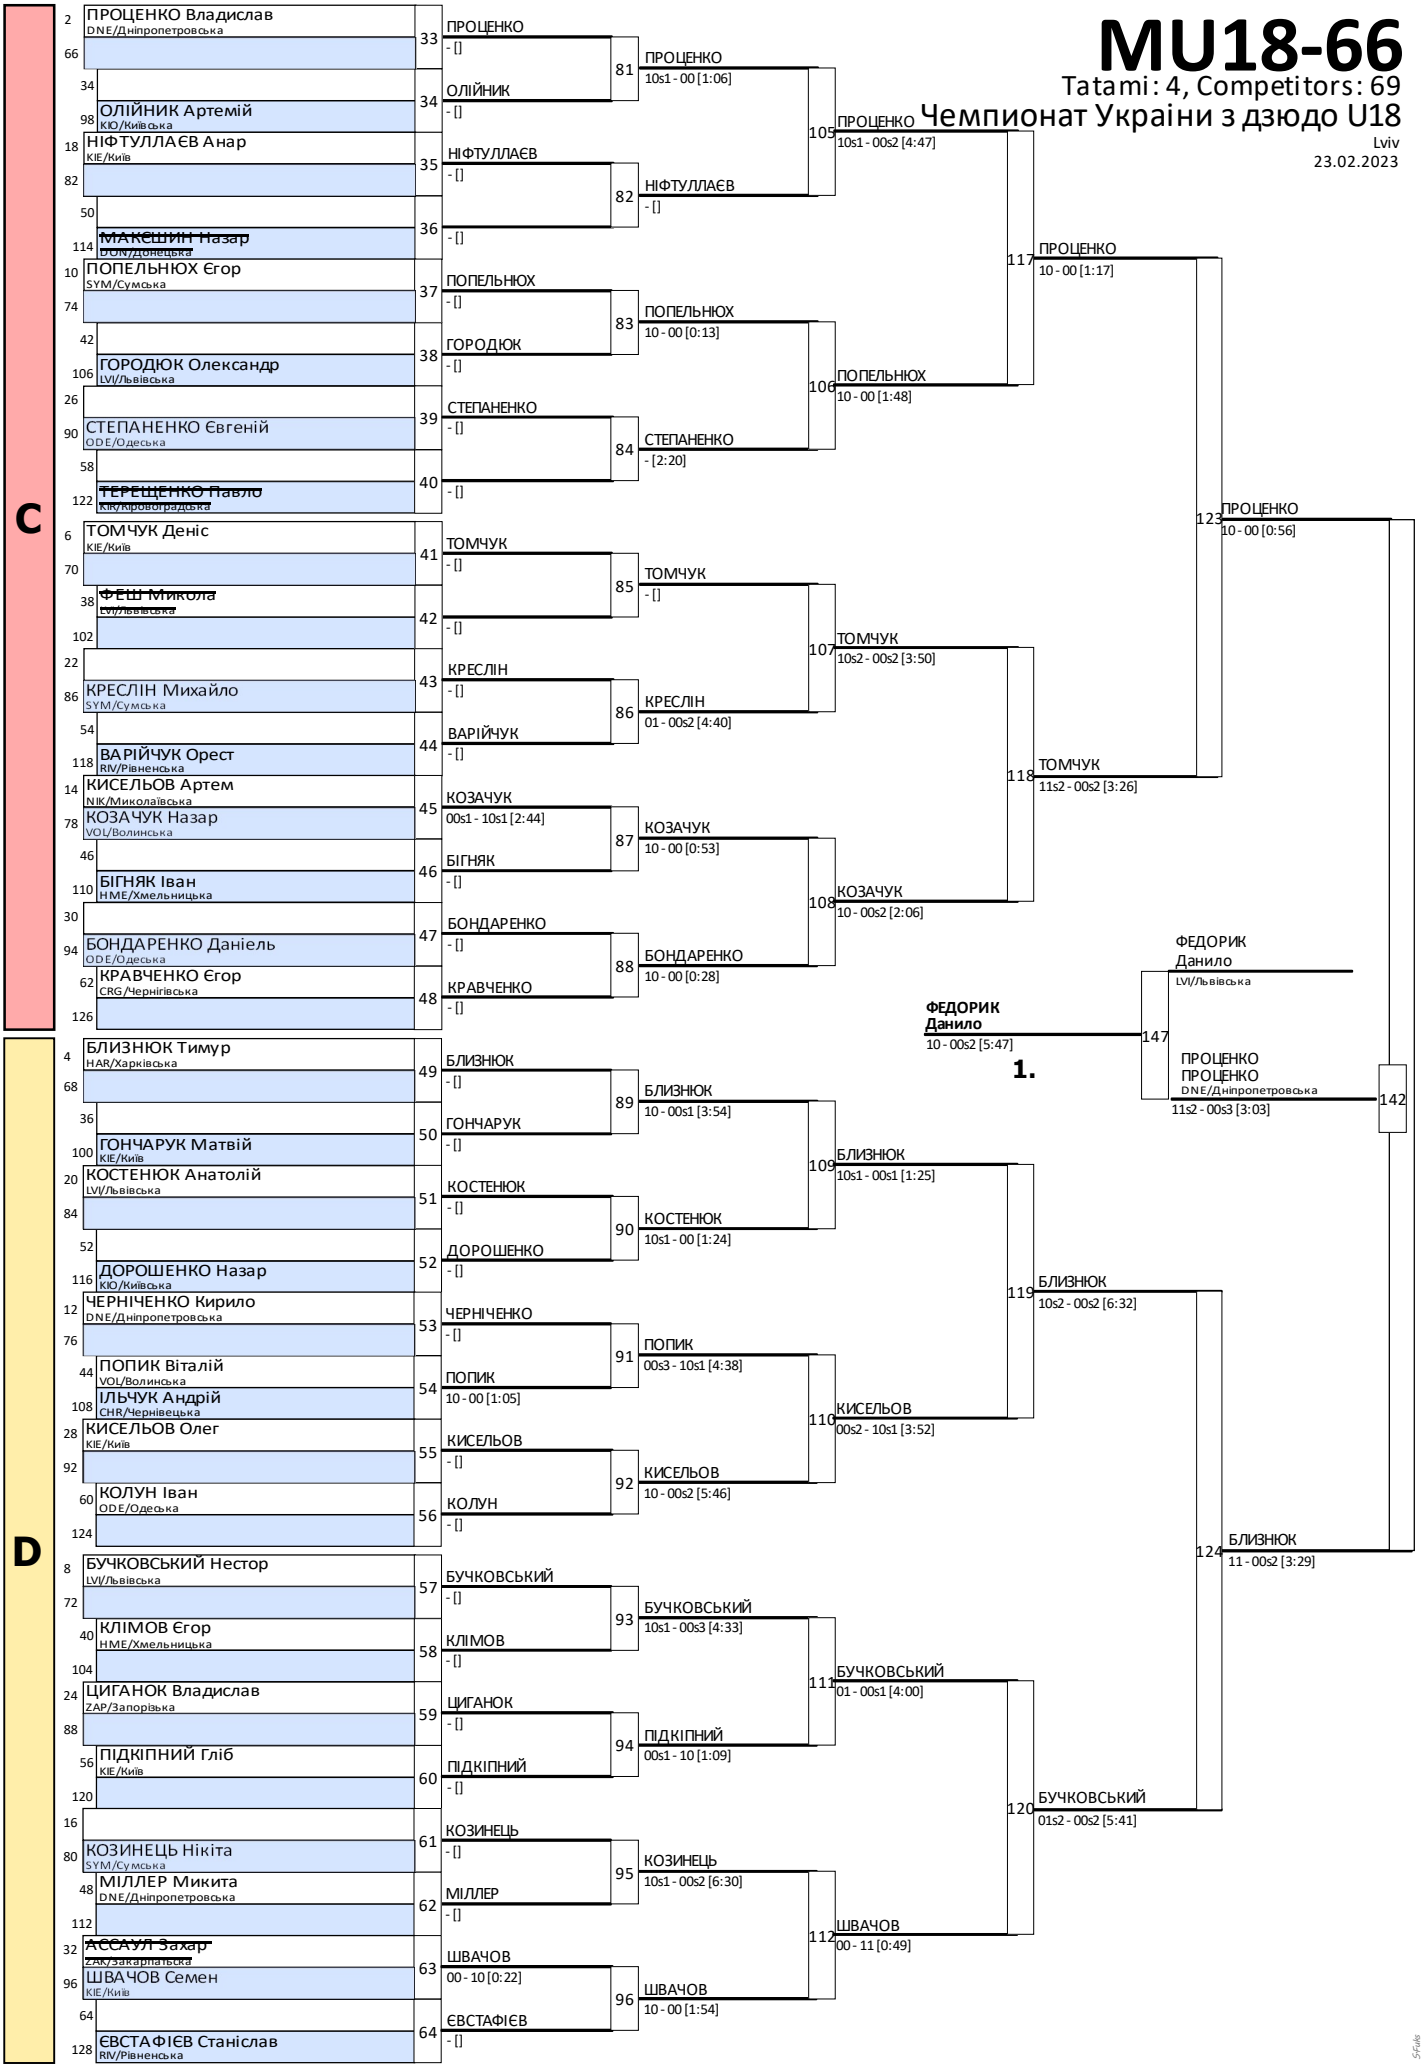 MU18-66
Tatami: 4, Competitors: 69
Чемпионат Украіни з дзюдо U18
Lviv
23.02.2023
C
2 ПРОЦЕНКО Владислав
DNE/Дніпропетровська
66
33 ПРОЦЕНКО
- []
34
98 ОЛІЙНИК Артемій
KIO/Київська
34 ОЛІЙНИК
- []
81 ПРОЦЕНКО
10s1 - 00 [1:06]
18 НІФТУЛЛАЄВ Анар
KIE/Київ
82
35 НІФТУЛЛАЄВ
- []
50
114 МАКСШИН Назар
DON/Донецька
36
- []
82 НІФТУЛЛАЄВ
- []
105 ПРОЦЕНКО
10s1 - 00s2 [4:47]
10 ПОПЕЛЬНЮХ Єгор
SYM/Сумська
74
37 ПОПЕЛЬНЮХ
- []
42
106 ГОРОДЮК Олександр
LVI/Львівська
38 ГОРОДЮК
- []
83 ПОПЕЛЬНЮХ
10 - 00 [0:13]
26
90 СТЕПАНЕНКО Євгеній
ODE/Одеська
39 СТЕПАНЕНКО
- []
58
122 ТЕРЕЩЕНКО Павло
KIR/Кіровоградська
40
- []
84 СТЕПАНЕНКО
- [2:20]
106 ПОПЕЛЬНЮХ
10 - 00 [1:48]
117 ПРОЦЕНКО
10 - 00 [1:17]
6 ТОМЧУК Деніс
KIE/Київ
70
41 ТОМЧУК
- []
38 ФЕШ Микола
LVI/Львівська
102
42
- []
85 ТОМЧУК
- []
22
86 КРЕСЛІН Михайло
SYM/Сумська
43 КРЕСЛІН
- []
54
118 ВАРІЙЧУК Орест
RIV/Рівненська
44 ВАРІЙЧУК
- []
86 КРЕСЛІН
01 - 00s2 [4:40]
107 ТОМЧУК
10s2 - 00s2 [3:50]
14 КИСЕЛЬОВ Артем
NIK/Миколаївська
78 КОЗАЧУК Назар
VOL/Волинська
45 КОЗАЧУК
00s1 - 10s1 [2:44]
46
110 БІГНЯК Іван
HME/Хмельницька
46 БІГНЯК
- []
87 КОЗАЧУК
10 - 00 [0:53]
30
94 БОНДАРЕНКО Даніель
ODE/Одеська
47 БОНДАРЕНКО
- []
62 КРАВЧЕНКО Єгор
CRG/Чернігівська
126
48 КРАВЧЕНКО
- []
88 БОНДАРЕНКО
10 - 00 [0:28]
108 КОЗАЧУК
10 - 00s2 [2:06]
118 ТОМЧУК
11s2 - 00s2 [3:26]
123 ПРОЦЕНКО
10 - 00 [0:56]
ФЕДОРИК
Данило
LVI/Львівська
ФЕДОРИК
Данило
10 - 00s2 [5:47]
1.
147
ПРОЦЕНКО
ПРОЦЕНКО
DNE/Дніпропетровська
11s2 - 00s3 [3:03]
142
D
4 БЛИЗНЮК Тимур
HAR/Харківська
68
49 БЛИЗНЮК
- []
36
100 ГОНЧАРУК Матвій
KIE/Київ
50 ГОНЧАРУК
- []
89 БЛИЗНЮК
10 - 00s1 [3:54]
20 КОСТЕНЮК Анатолій
LVI/Львівська
84
51 КОСТЕНЮК
- []
52
116 ДОРОШЕНКО Назар
KIO/Київська
52 ДОРОШЕНКО
- []
90 КОСТЕНЮК
10s1 - 00 [1:24]
109 БЛИЗНЮК
10s1 - 00s1 [1:25]
12 ЧЕРНІЧЕНКО Кирило
DNE/Дніпропетровська
76
53 ЧЕРНІЧЕНКО
- []
44 ПОПИК Віталій
VOL/Волинська
108 ІЛЬЧУК Андрій
CHR/Чернівецька
54 ПОПИК
10 - 00 [1:05]
91 ПОПИК
00s3 - 10s1 [4:38]
28 КИСЕЛЬОВ Олег
KIE/Київ
92
55 КИСЕЛЬОВ
- []
60 КОЛУН Іван
ODE/Одеська
124
56 КОЛУН
- []
92 КИСЕЛЬОВ
10 - 00s2 [5:46]
110 КИСЕЛЬОВ
00s2 - 10s1 [3:52]
119 БЛИЗНЮК
10s2 - 00s2 [6:32]
8 БУЧКОВСЬКИЙ Нестор
LVI/Львівська
72
57 БУЧКОВСЬКИЙ
- []
40 КЛІМОВ Єгор
HME/Хмельницька
104
58 КЛІМОВ
- []
93 БУЧКОВСЬКИЙ
10s1 - 00s3 [4:33]
24 ЦИГАНОК Владислав
ZAP/Запорізька
88
59 ЦИГАНОК
- []
56 ПІДКІПНИЙ Гліб
KIE/Київ
120
60 ПІДКІПНИЙ
- []
94 ПІДКІПНИЙ
00s1 - 10 [1:09]
111 БУЧКОВСЬКИЙ
01 - 00s1 [4:00]
16
80 КОЗИНЕЦЬ Нікіта
SYM/Сумська
61 КОЗИНЕЦЬ
- []
48 МІЛЛЕР Микита
DNE/Дніпропетровська
112
62 МІЛЛЕР
- []
95 КОЗИНЕЦЬ
10s1 - 00s2 [6:30]
32 АССАУЛ Захар
ZAK/Закарпатська
96 ШВАЧОВ Семен
KIE/Київ
63 ШВАЧОВ
00 - 10 [0:22]
64
128 ЄВСТАФІЄВ Станіслав
RIV/Рівненська
64 ЄВСТАФІЄВ
- []
96 ШВАЧОВ
10 - 00 [1:54]
112 ШВАЧОВ
00 - 11 [0:49]
120 БУЧКОВСЬКИЙ
01s2 - 00s2 [5:41]
124 БЛИЗНЮК
11 - 00s2 [3:29]